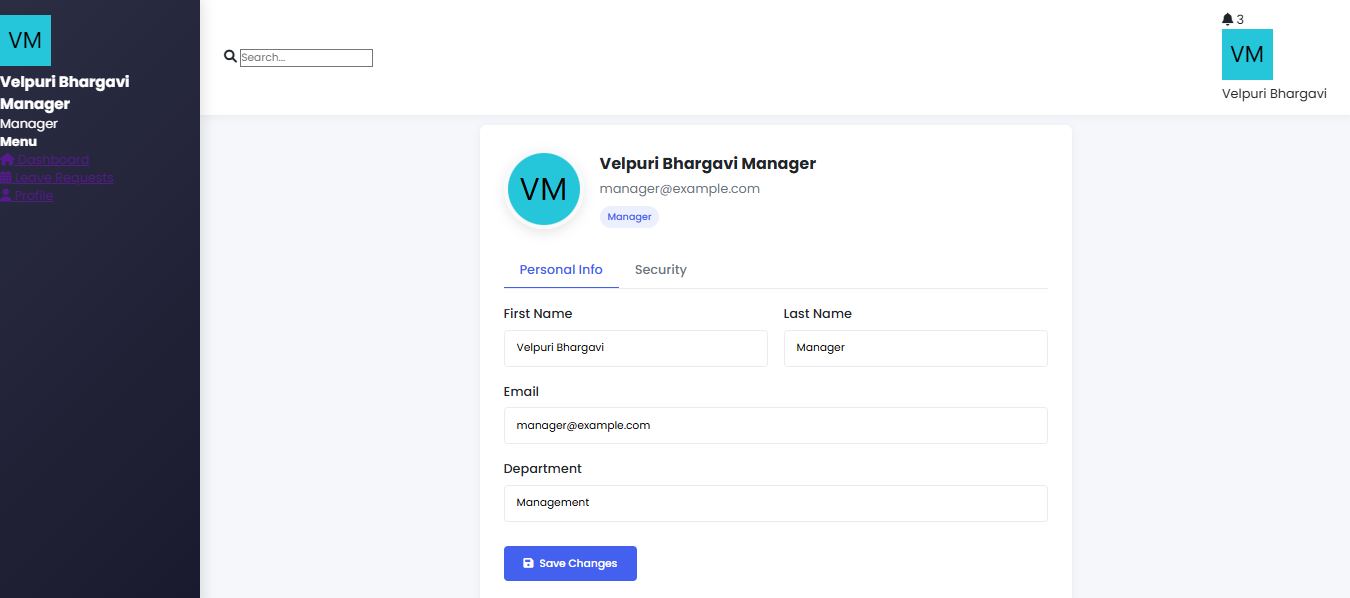 VM
Velpuri Bhargavi
Manager
Manager
Menu
Dashboard
Leave Requests
Profile
Search...
3
VM
Velpuri Bhargavi
VM
Velpuri Bhargavi Manager
manager@example.com
Manager
Personal Info Security
First Name Last Name
Velpuri Bhargavi Manager
Email
manager@example.com
Department
Management
Save Changes